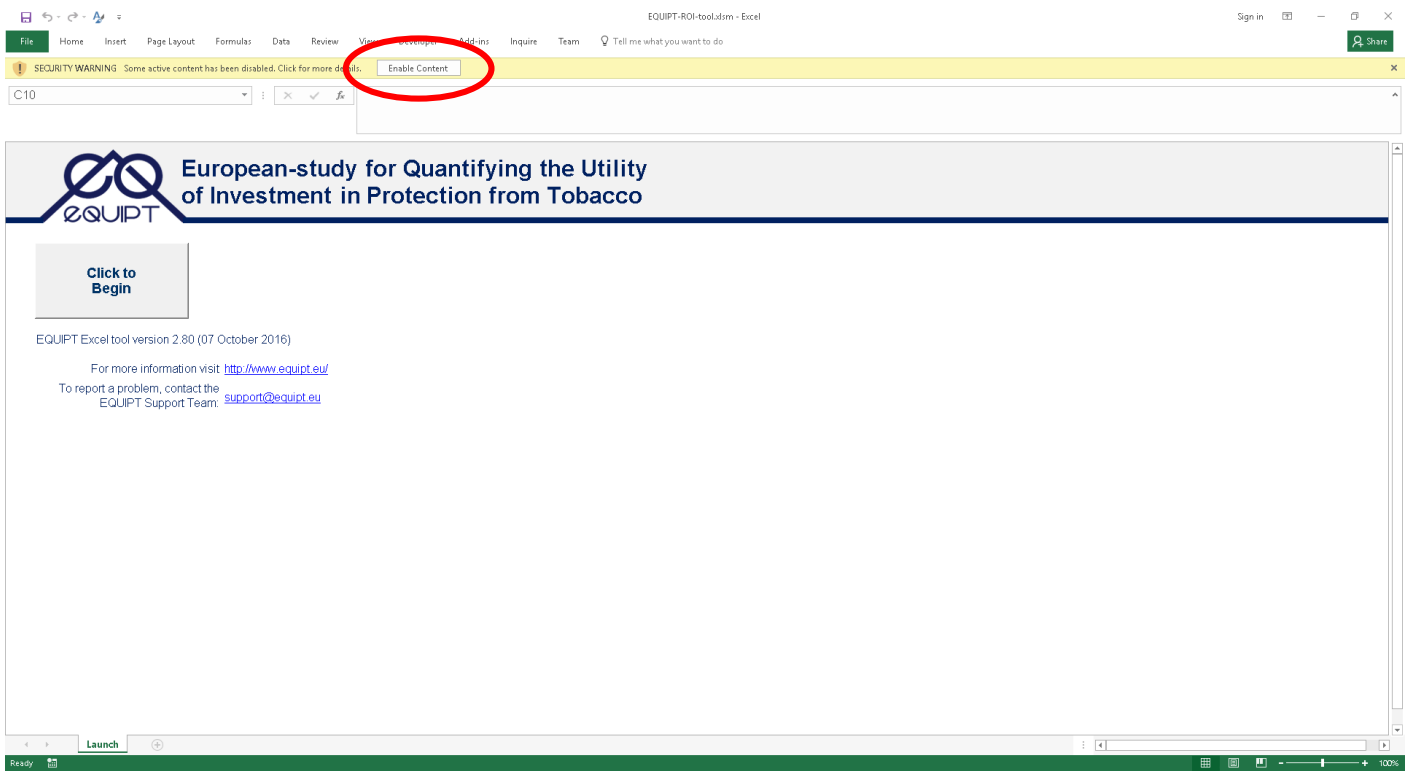 EQUIPT-ROI-tool.xlsm - Excel
Sign in
File Home Insert Page Layout Formulas Data Review View Developer Add-ins Inquire Team Tell me what you want to do
Share
SECURITY WARNING Some active content has been disabled. Click for more details. Enable Content
C10
fx
EQUIPT
European-study for Quantifying the Utility
of Investment in Protection from Tobacco
Click to
Begin
EQUIPT Excel tool version 2.80 (07 October 2016)
For more information visit http://www.equipt.eu/
To report a problem, contact the
EQUIPT Support Team: support@equipt.eu
Launch
Ready
100%